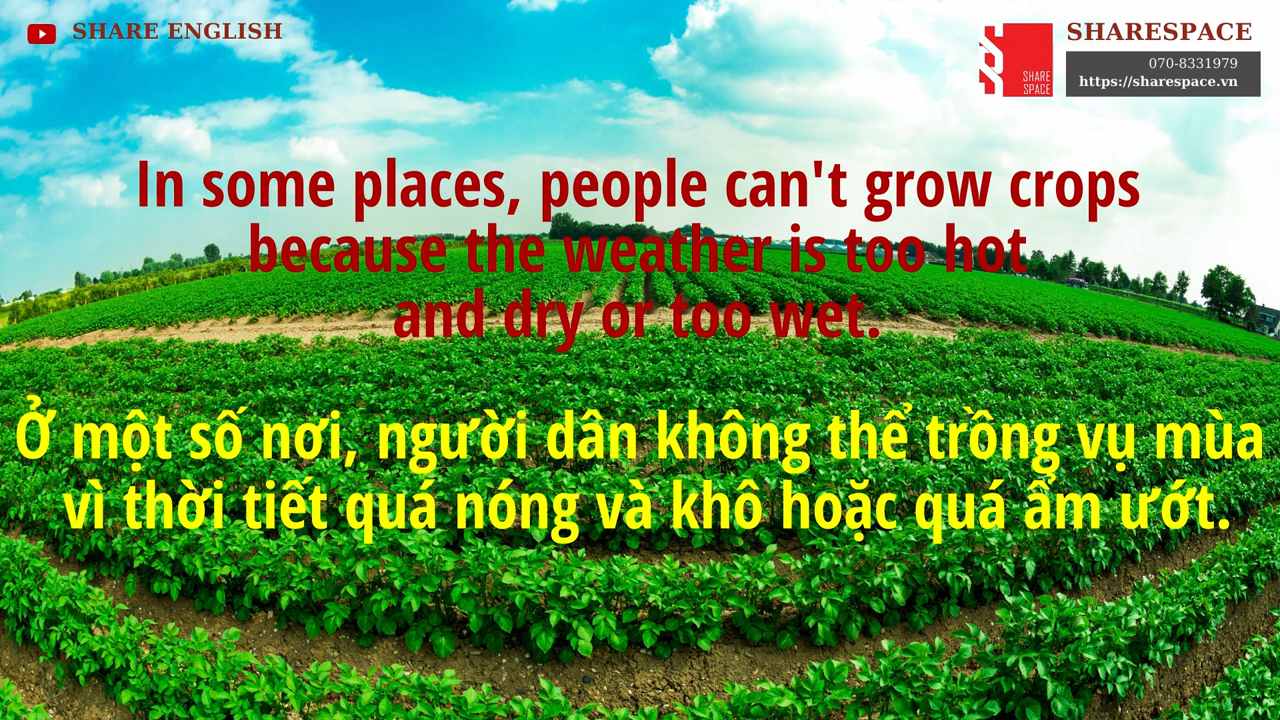 SHARE ENGLISH
SHARESPACE
070-8331979
https://sharespace.vn
SHARE
SPACE
In some places, people can't grow crops
because the weather is too hot
and dry or too wet.
Ở một số nơi, người dân không thể trồng vụ mùa
vì thời tiết quá nóng và khô hoặc quá ẩm ướt.